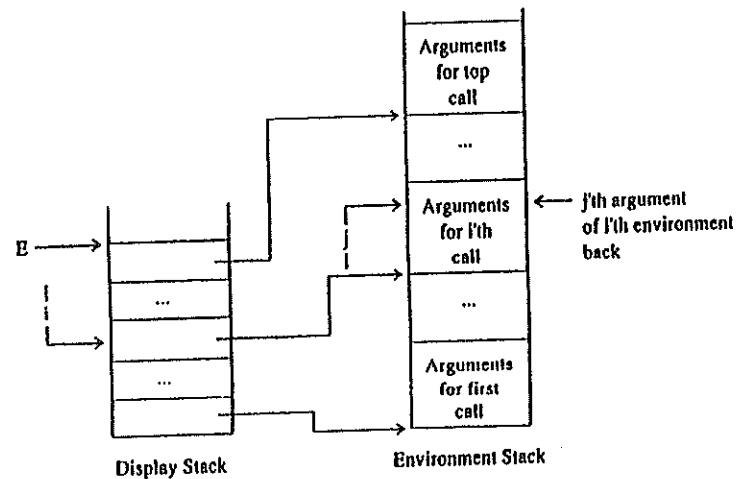 Arguments
for top
call
...
E
Arguments
for i'th
call
j'th argument
of i'th environment
back
...
...
...
Arguments
for first
call
Display Stack
Environment Stack